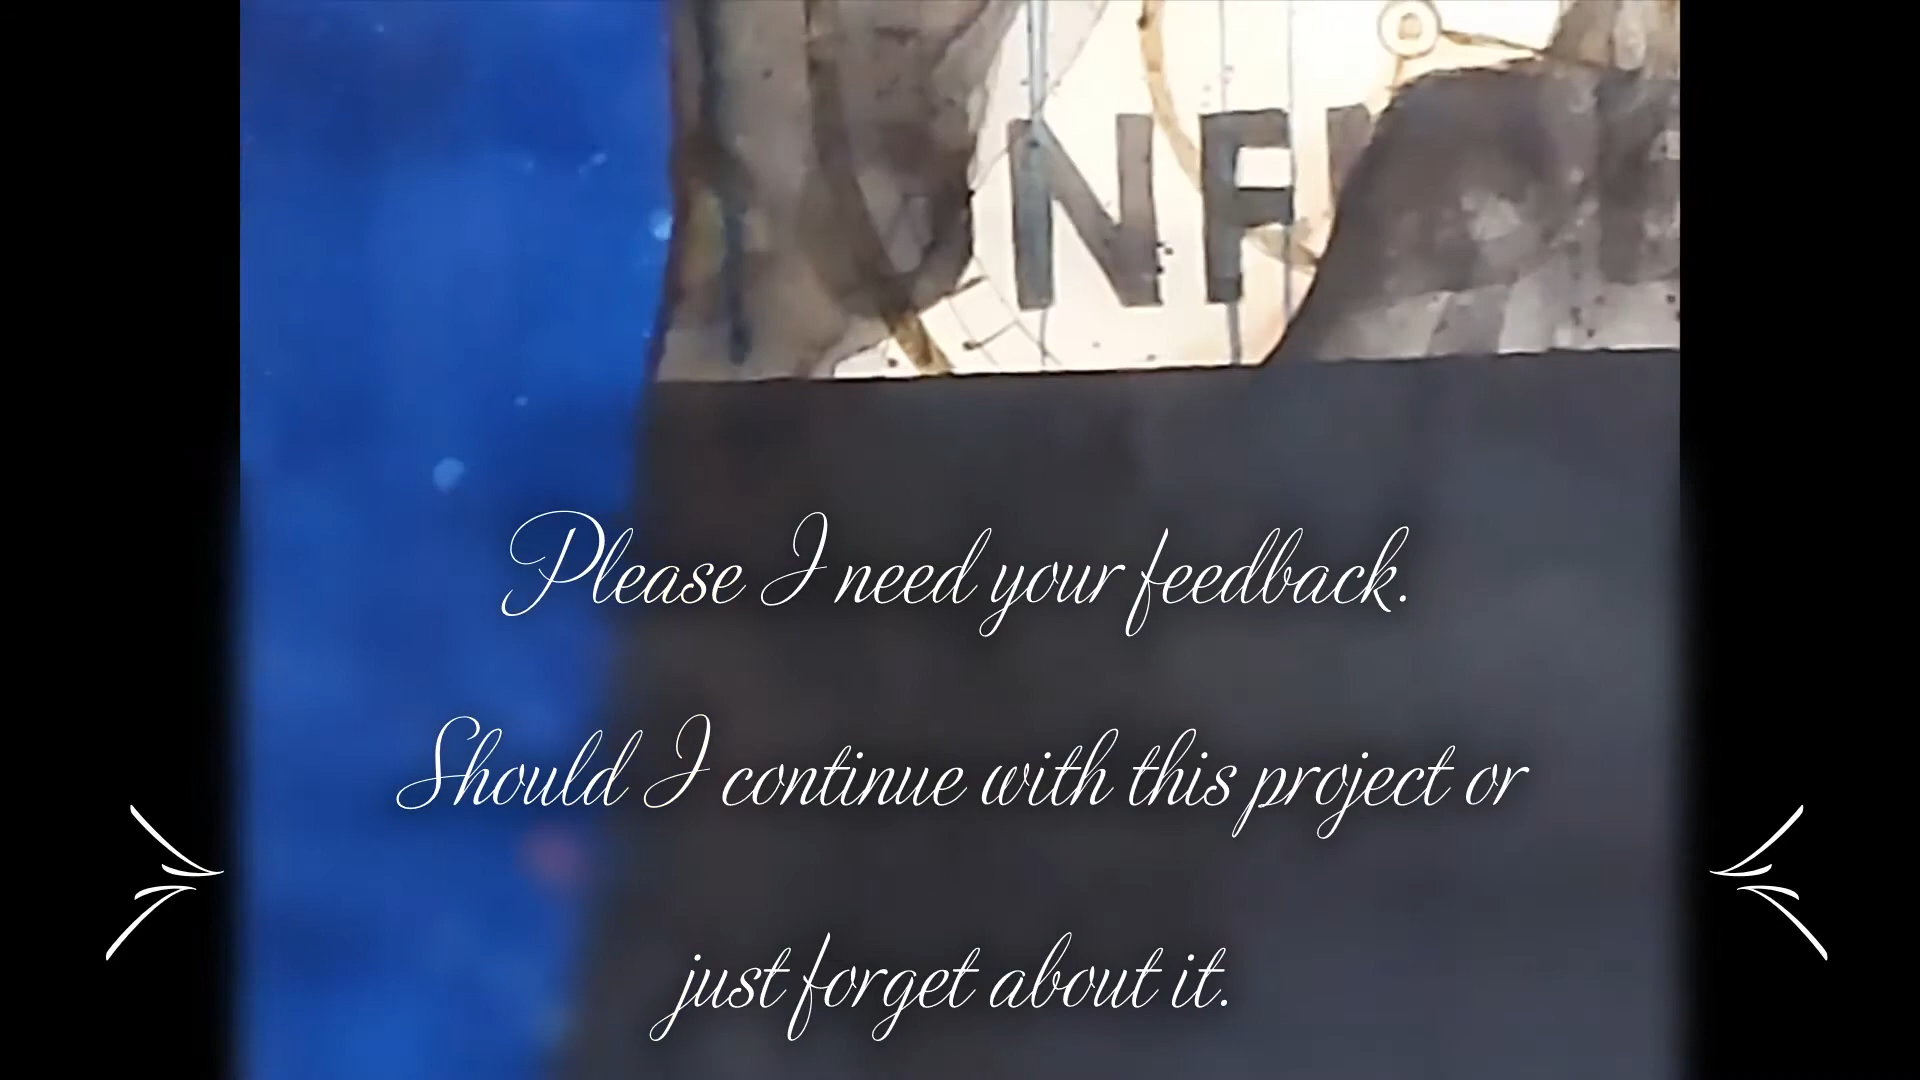 NF
Please I need your feedback.
Should I continue with this project or
just forget about it.